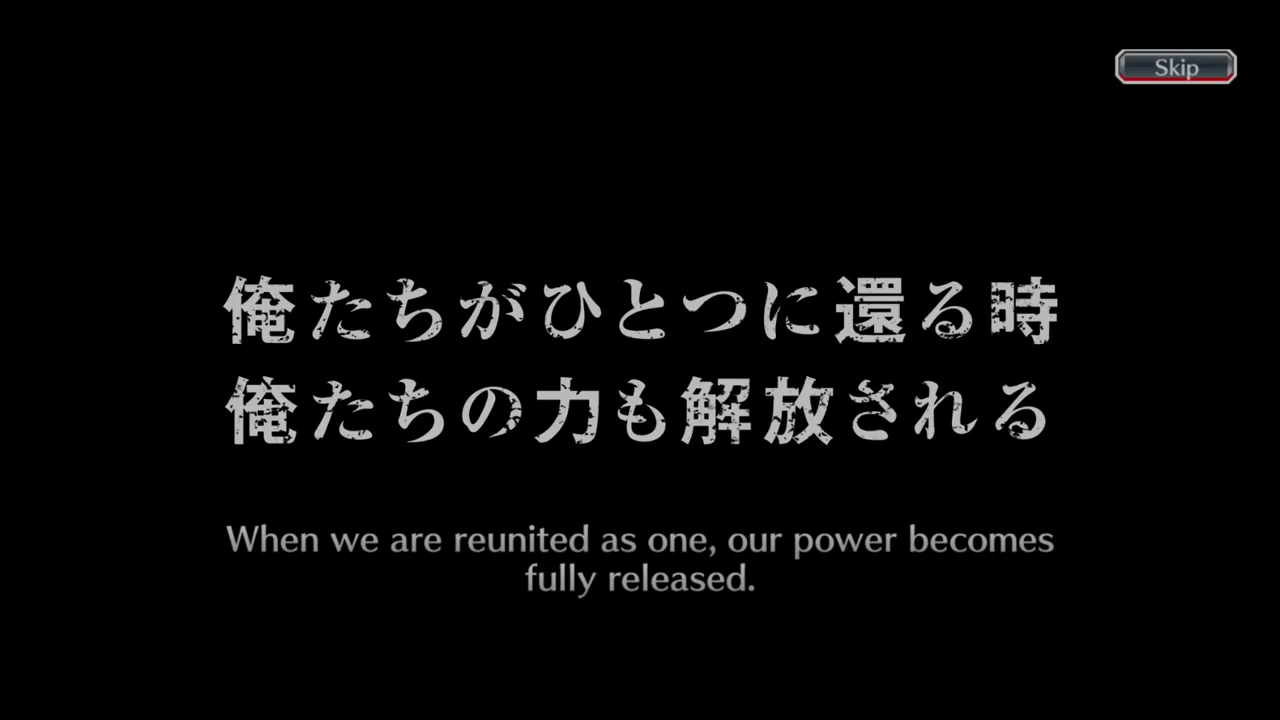 Skip
俺たちがひとつに還る時
俺たちの力も解放される
When we are reunited as one, our power becomes
fully released.